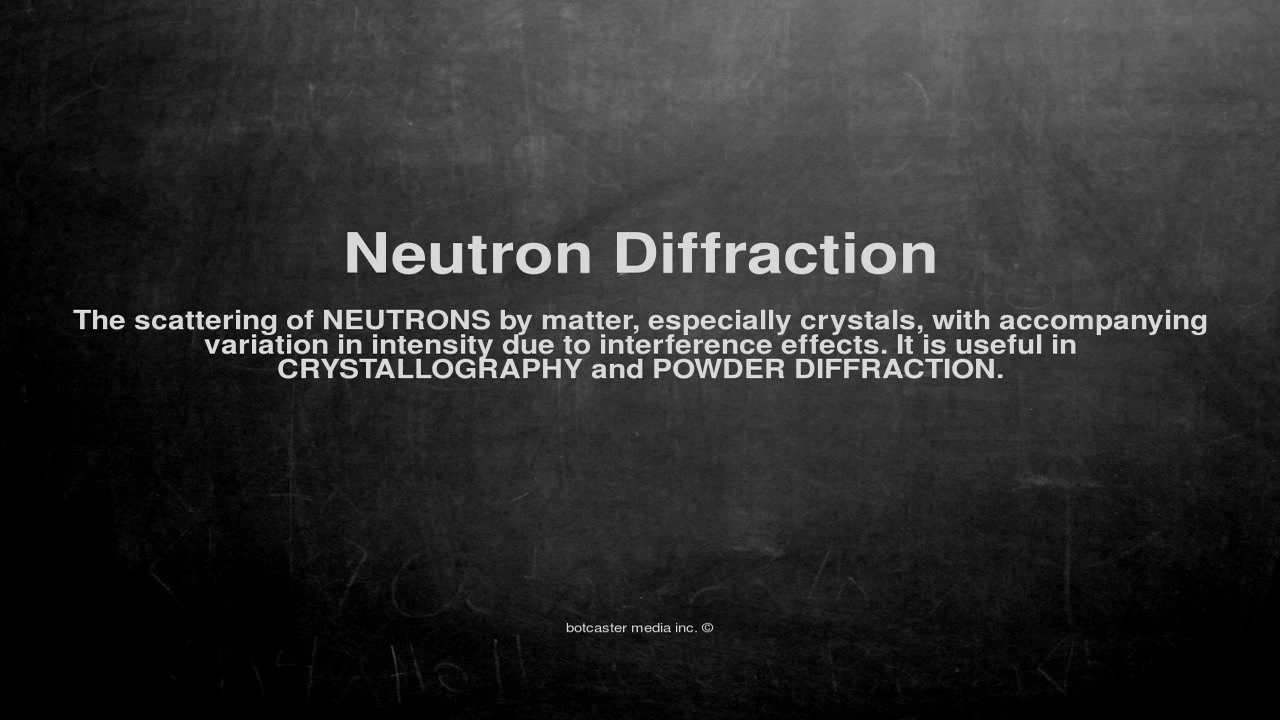 Neutron Diffraction
The scattering of NEUTRONS by matter, especially crystals, with accompanying
variation in intensity due to interference effects. It is useful in
CRYSTALLOGRAPHY and POWDER DIFFRACTION.
botcaster media inc. ©